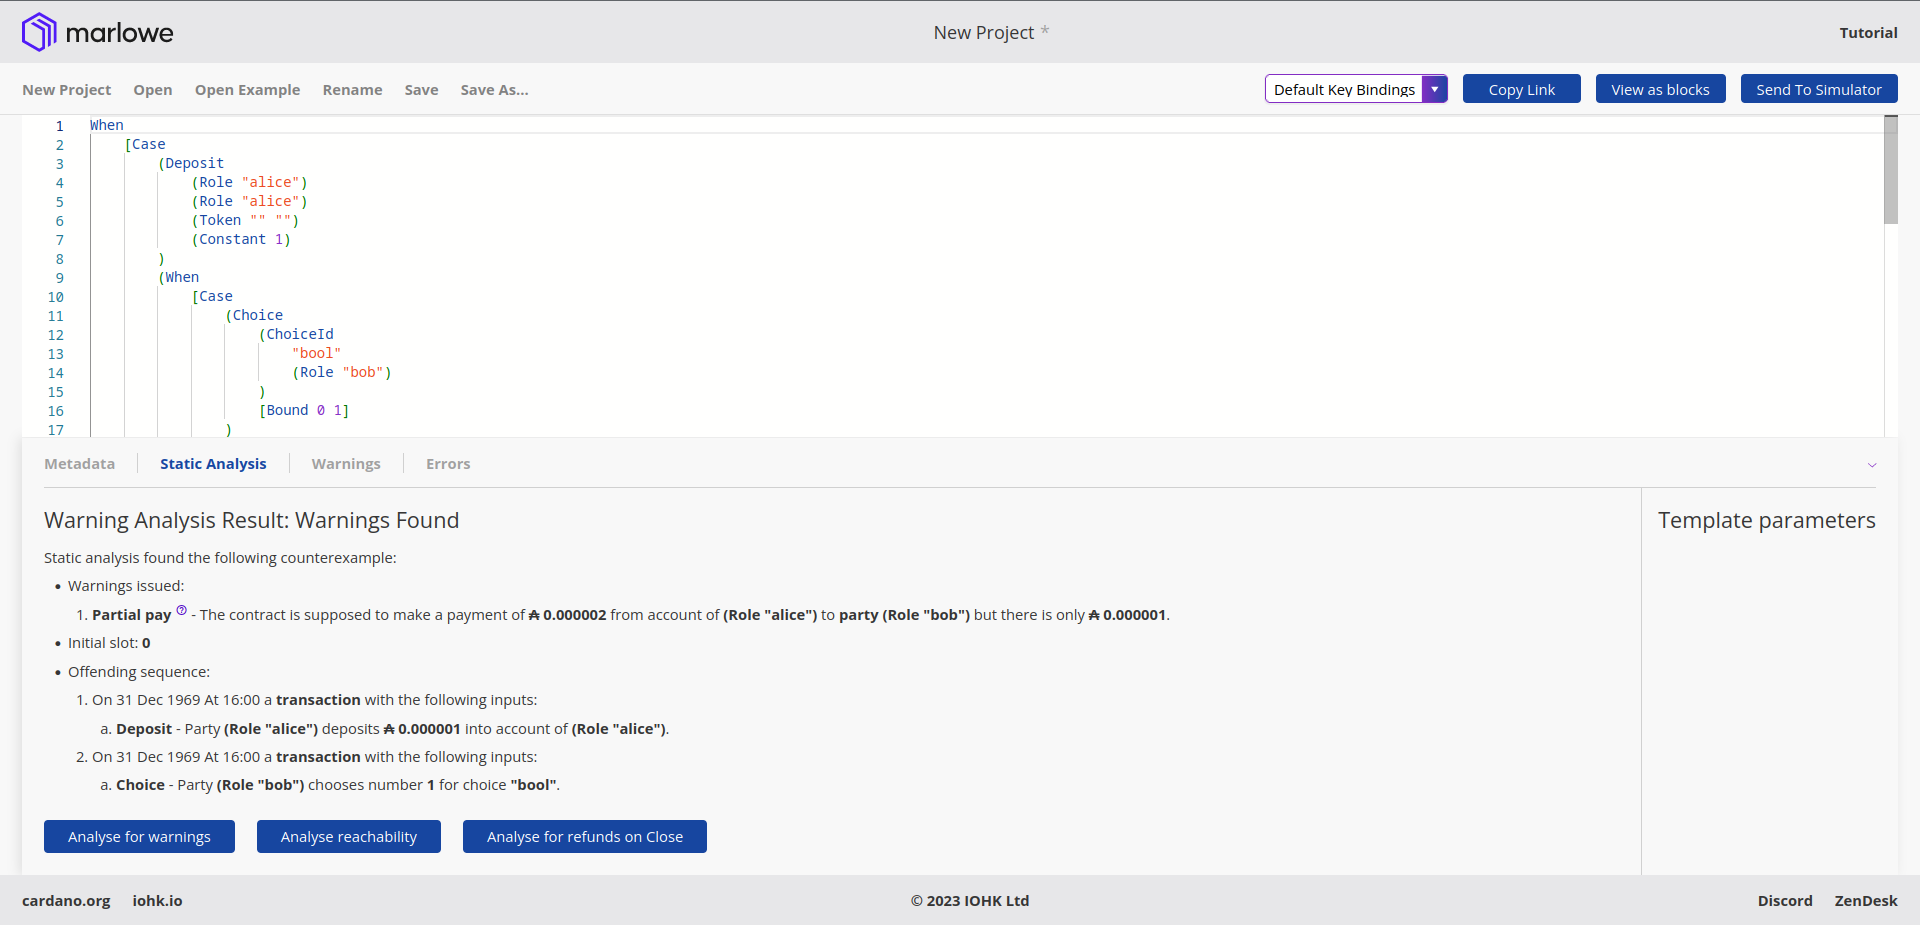 marlowe
New Project *
Tutorial
New Project Open Open Example Rename Save Save As...
Default Key Bindings Copy Link View as blocks Send To Simulator
1 When
2 [Case
3 (Deposit
4 (Role "alice")
5 (Role "alice")
6 (Token "" "")
7 (Constant 1)
8 )
9 (When
10 [Case
11 (Choice
12 (ChoiceId
13 "bool"
14 (Role "bob")
15 )
16 [Bound 0 1]
17 )
Metadata Static Analysis Warnings Errors
Warning Analysis Result: Warnings Found
Template parameters
Static analysis found the following counterexample:
• Warnings issued:
1. Partial pay ? - The contract is supposed to make a payment of ₳ 0.000002 from account of (Role "alice") to party (Role "bob") but there is only ₳ 0.000001.
• Initial slot: 0
• Offending sequence:
1. On 31 Dec 1969 At 16:00 a transaction with the following inputs:
a. Deposit - Party (Role "alice") deposits ₳ 0.000001 into account of (Role "alice").
2. On 31 Dec 1969 At 16:00 a transaction with the following inputs:
a. Choice - Party (Role "bob") chooses number 1 for choice "bool".
Analyse for warnings Analyse reachability Analyse for refunds on Close
cardano.org iohk.io
© 2023 IOHK Ltd
Discord ZenDesk